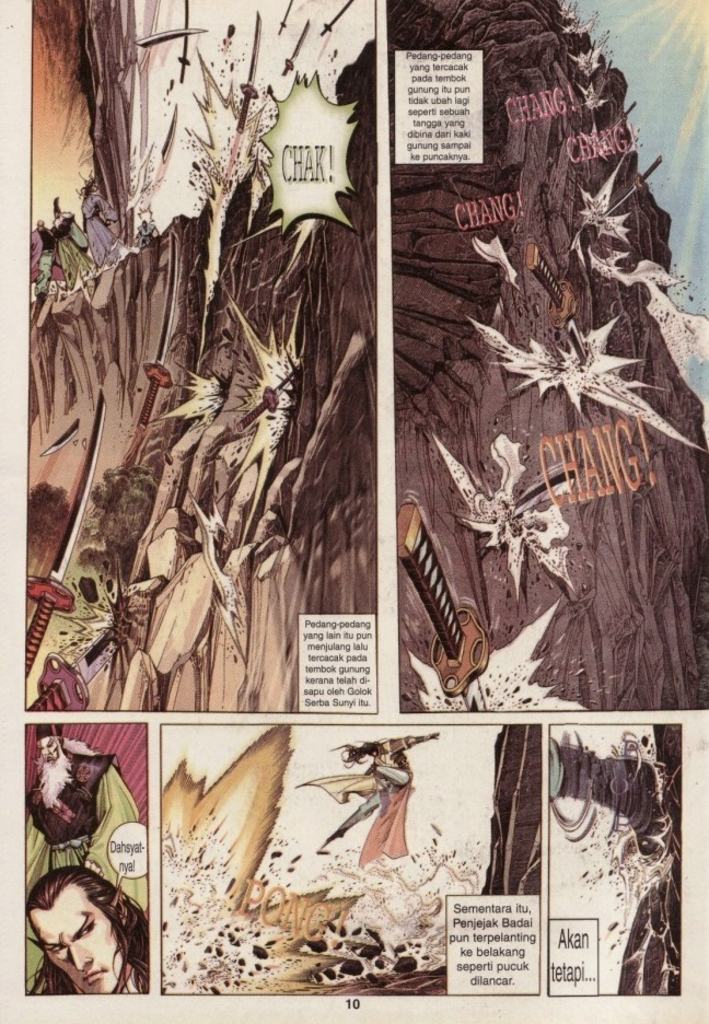 CHAK!
Pedang-pedang
yang lain itu pun
menjulang lalu
tercacak pada
tembok gunung
kerana telah di-
sapu oleh Golok
Serba Sunyi itu.
Pedang-pedang
yang tercacak
pada tembok
gunung itu pun
tidak ubah lagi
seperti sebuah
tangga yang
dibina dari kaki
gunung sampai
ke puncaknya.
CHANG!
CHANG!
CHANG!
CHANG!
Dahsyat-
nya!
PONG!
Sementara itu,
Penjejak Badai
pun terpelanting
ke belakang
seperti pucuk
dilancar.
Akan
tetapi...
10